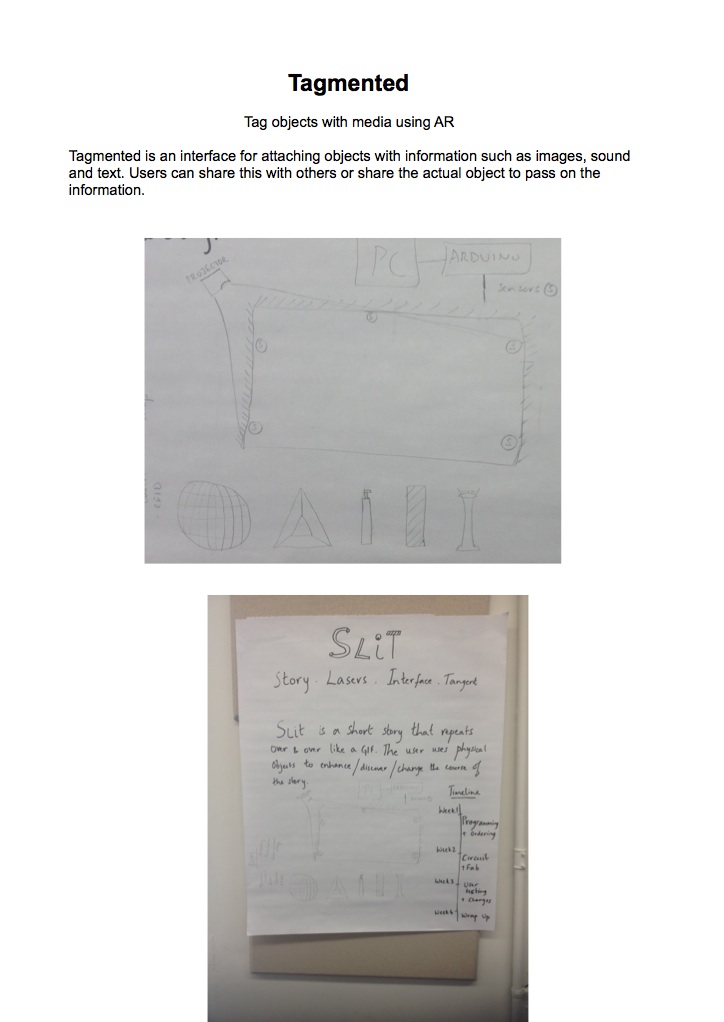 Tagmented
Tag objects with media using AR
Tagmented is an interface for attaching objects with information such as images, sound
and text. Users can share this with others or share the actual object to pass on the
information.
PROJECTOR
PC
ARDUINO
sensors S
S
S
S
S
S
RFID
SLiT
Story . Lasers . Interface . Tangent
SLit is a short story that repeats
over & over like a GIF. The user uses physical
objects to enhance/discover/change the course of
the story.
Timeline
Week1
Programming
+ ordering
Week2
Circuit
+ Fab
Week3
User
testing
+ changes
Week4
Wrap Up